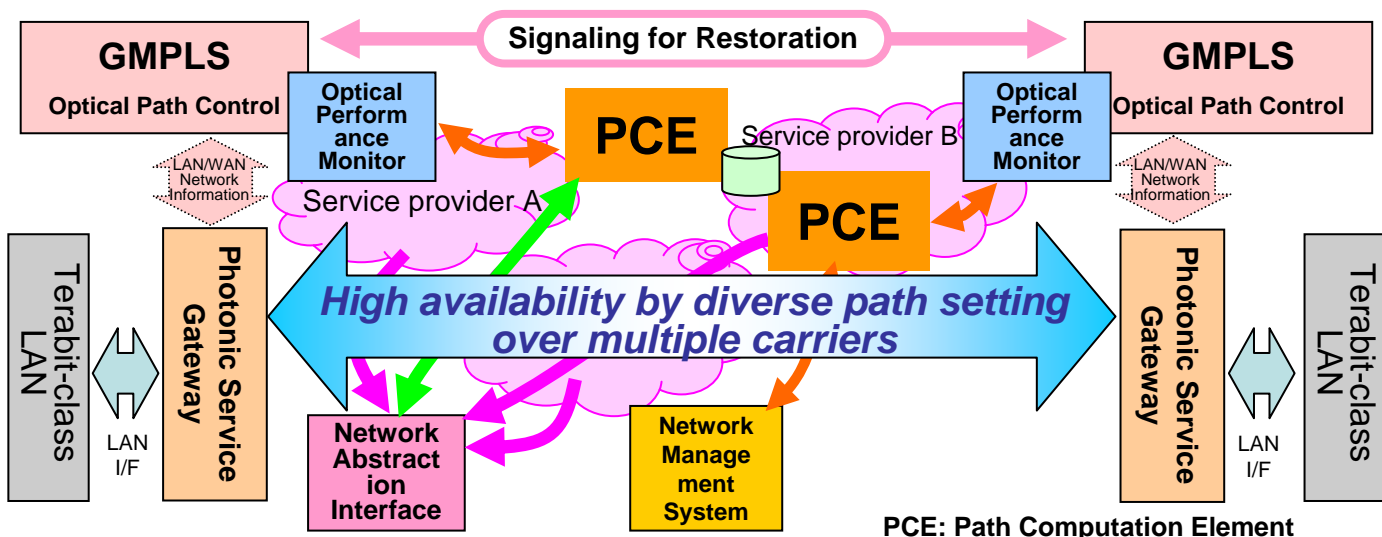 Signaling for Restoration
GMPLS
Optical Path Control
GMPLS
Optical Path Control
Optical
Perform
ance
Monitor
PCE
Service provider B
Optical
Perform
ance
Monitor
LAN/WAN
Network
Information
Service provider A
PCE
LAN/WAN
Network
Information
Terabit-class
LAN
LAN
I/F
Photonic Service
Gateway
High availability by diverse path setting
over multiple carriers
Photonic Service
Gateway
LAN
I/F
Terabit-class
LAN
Network
Abstract
ion
Interface
Network
Manage
ment
System
PCE: Path Computation Element